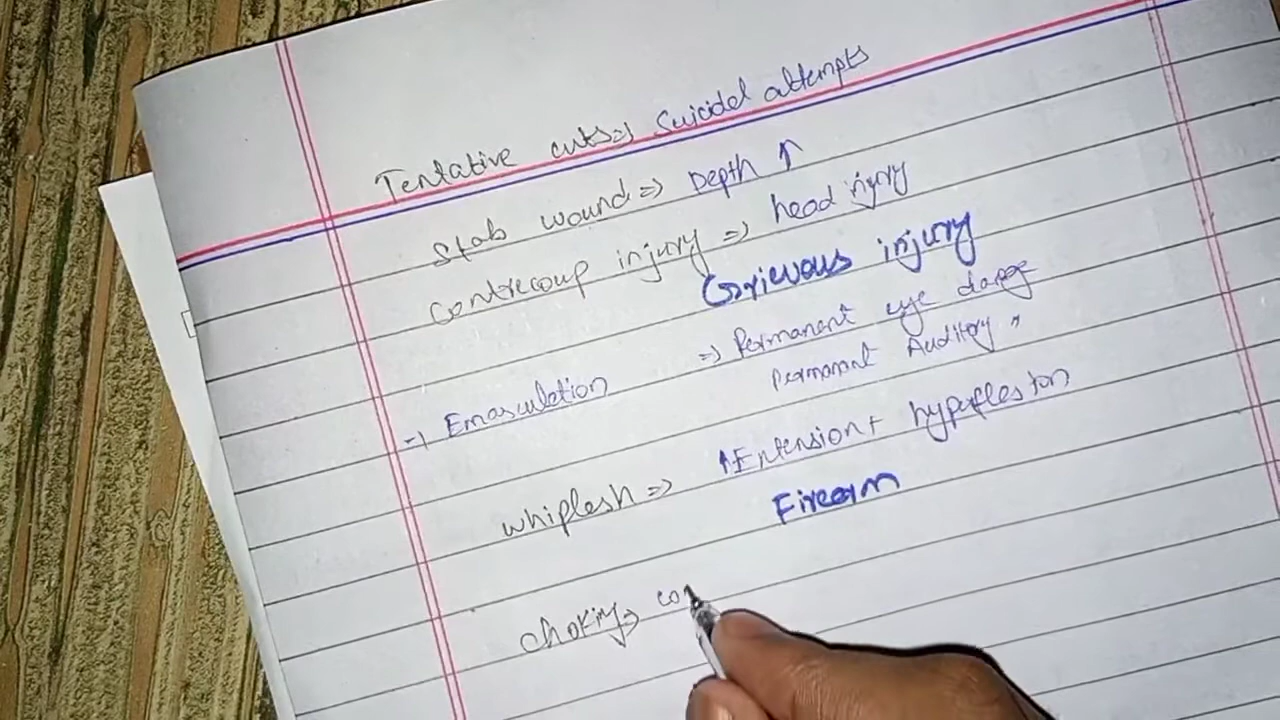 Tentative cuts => Suicidal attempts
Stab wound => Depth ↑
Contrecoup injury => head injury
Grievous injury
-) Emasculation => Permanent eye damage
Permanent Auditory "
whiplash => ↑ Extension + hyperflexion
Firearm
choking => co